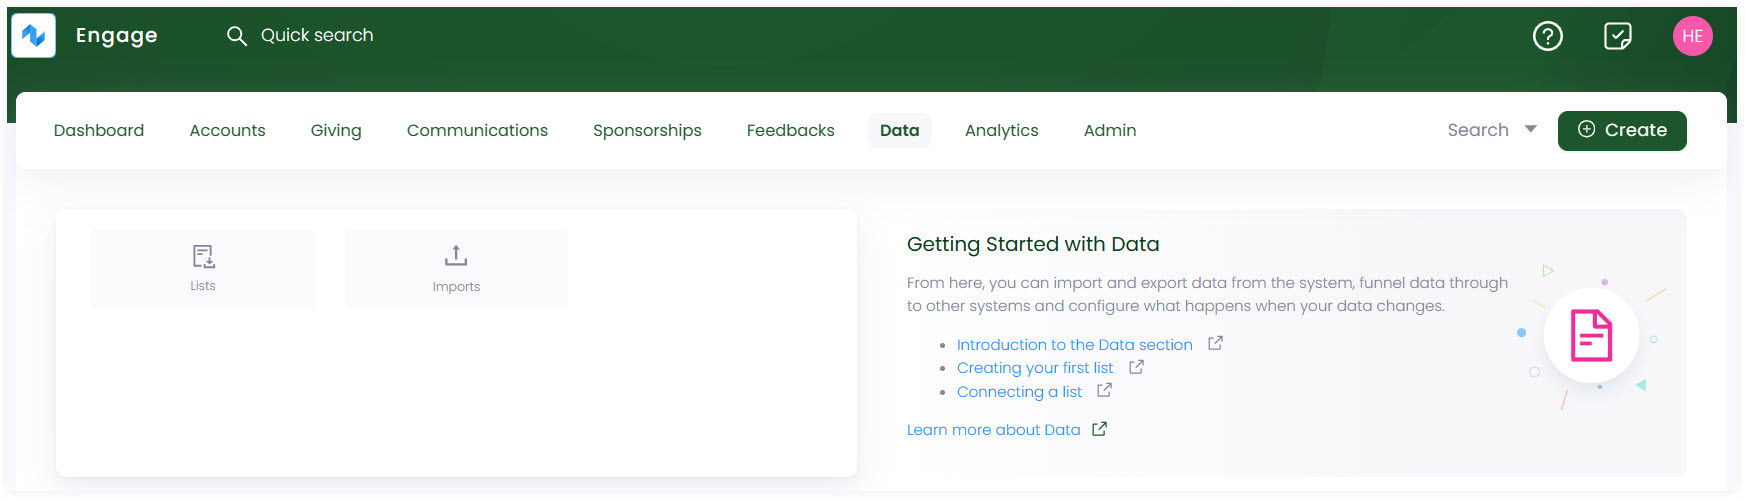 Engage
Quick search
HE
Dashboard
Accounts
Giving
Communications
Sponsorships
Feedbacks
Data
Analytics
Admin
Search
Create
Lists
Imports
Getting Started with Data
From here, you can import and export data from the system, funnel data through
to other systems and configure what happens when your data changes.
Introduction to the Data section
Creating your first list
Connecting a list
Learn more about Data